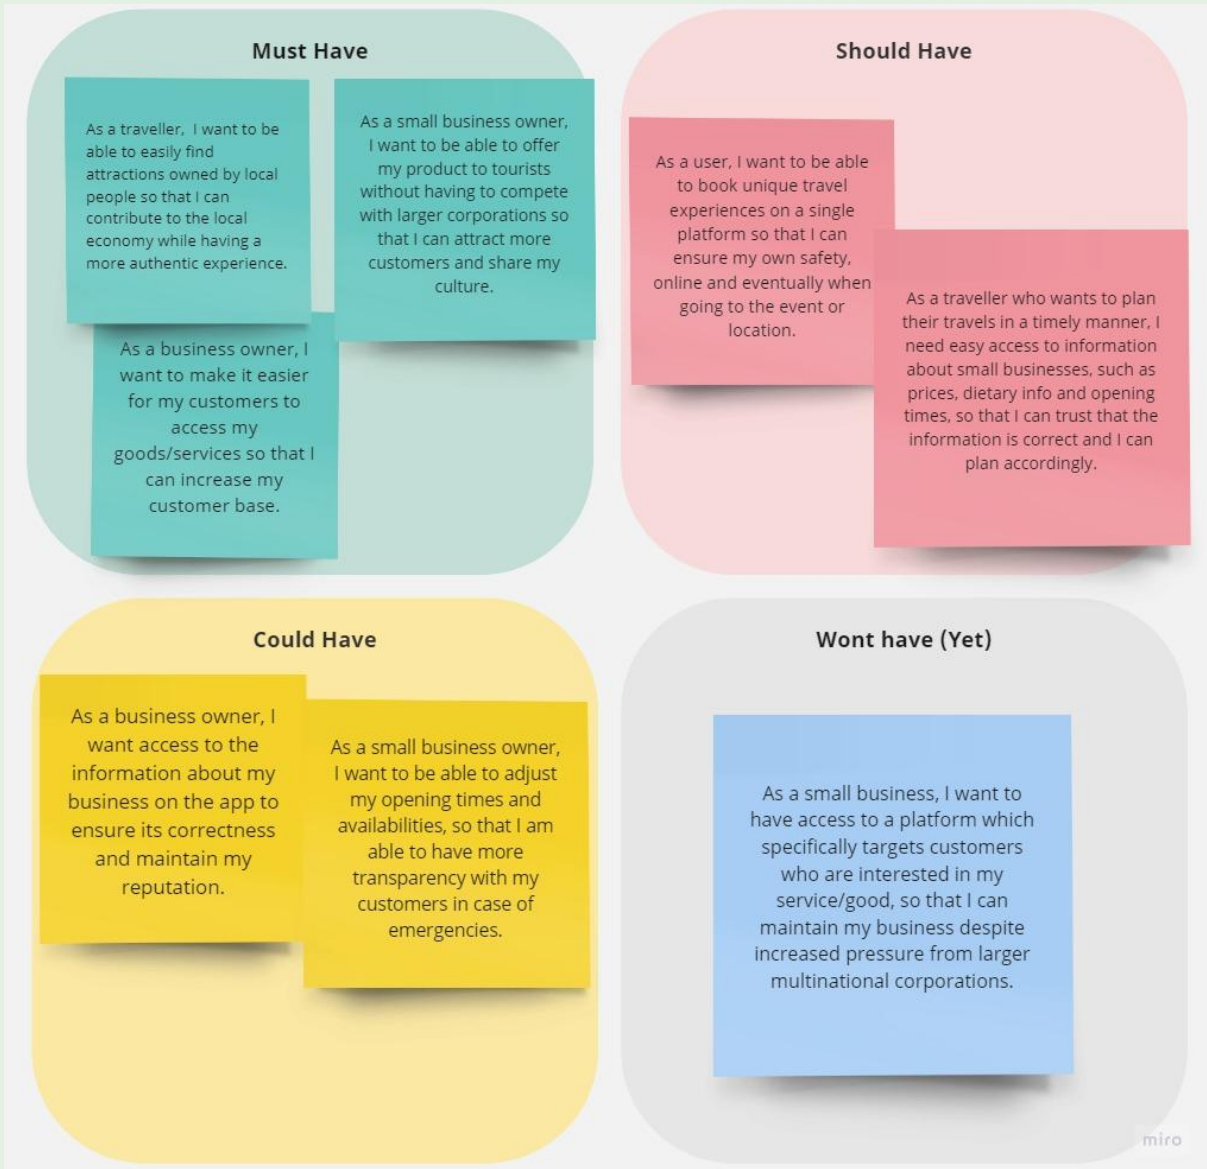 Must Have
As a traveller,  I want to be
able to easily find
attractions owned by local
people so that I can
contribute to the local
economy while having a
more authentic experience.
As a small business owner,
I want to be able to offer
my product to tourists
without having to compete
with larger corporations so
that I can attract more
customers and share my
culture.
As a business owner, I
want to make it easier
for my customers to
access my
goods/services so that I
can increase my
customer base.
Should Have
As a user, I want to be able
to book unique travel
experiences on a single
platform so that I can
ensure my own safety,
online and eventually when
going to the event or
location.
As a traveller who wants to plan
their travels in a timely manner, I
need easy access to information
about small businesses, such as
prices, dietary info and opening
times, so that I can trust that the
information is correct and I can
plan accordingly.
Could Have
As a business owner, I
want access to the
information about my
business on the app to
ensure its correctness
and maintain my
reputation.
As a small business owner,
I want to be able to adjust
my opening times and
availabilities, so that I am
able to have more
transparency with my
customers in case of
emergencies.
Wont have (Yet)
As a small business, I want to
have access to a platform which
specifically targets customers
who are interested in my
service/good, so that I can
maintain my business despite
increased pressure from larger
multinational corporations.
miro